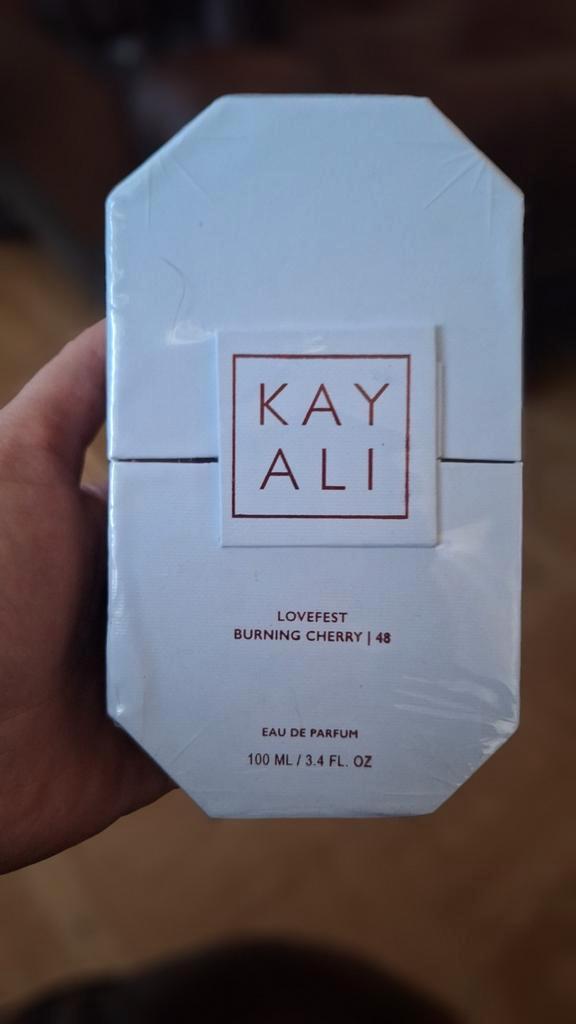 KAY
ALI
LOVEFEST
BURNING CHERRY | 48
EAU DE PARFUM
100 ML / 3.4 FL. OZ